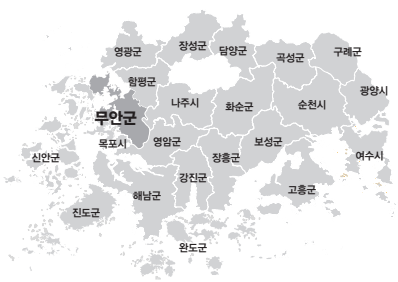 장성군
담양군
영광군
곡성군
구례군
함평군
광양시
나주시
화순군
순천시
무안군
목포시
영암군
보성군
신안군
장흥군
여수시
강진군
해남군
고흥군
진도군
완도군